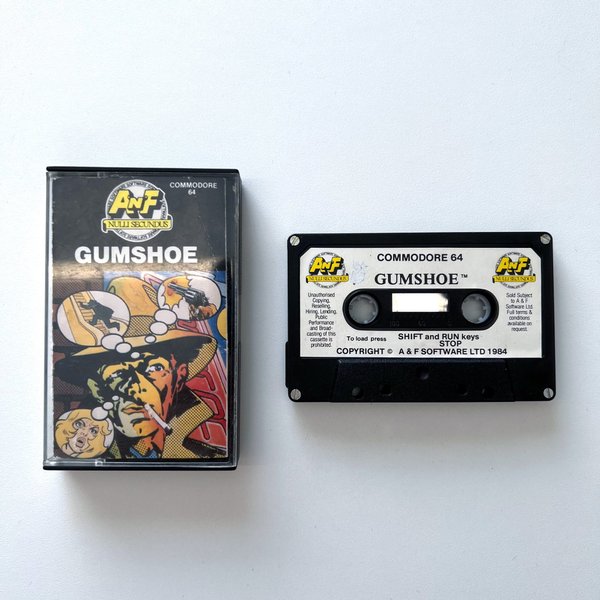 COMMODORE
64
AnF
NULLI SECUNDUS
GUMSHOE
COMMODORE 64
AnF
NULLI SECUNDUS
GUMSHOE™
AnF
NULLI SECUNDUS
Unauthorised
Copying,
Reselling,
Hiring, Lending,
Public
Performance
and Broad-
casting of this
cassette is
prohibited.
Sold Subject
to A & F
Software Ltd.
Full terms &
conditions
available on
request.
To load press SHIFT and RUN keys
STOP
COPYRIGHT © A & F SOFTWARE LTD 1984